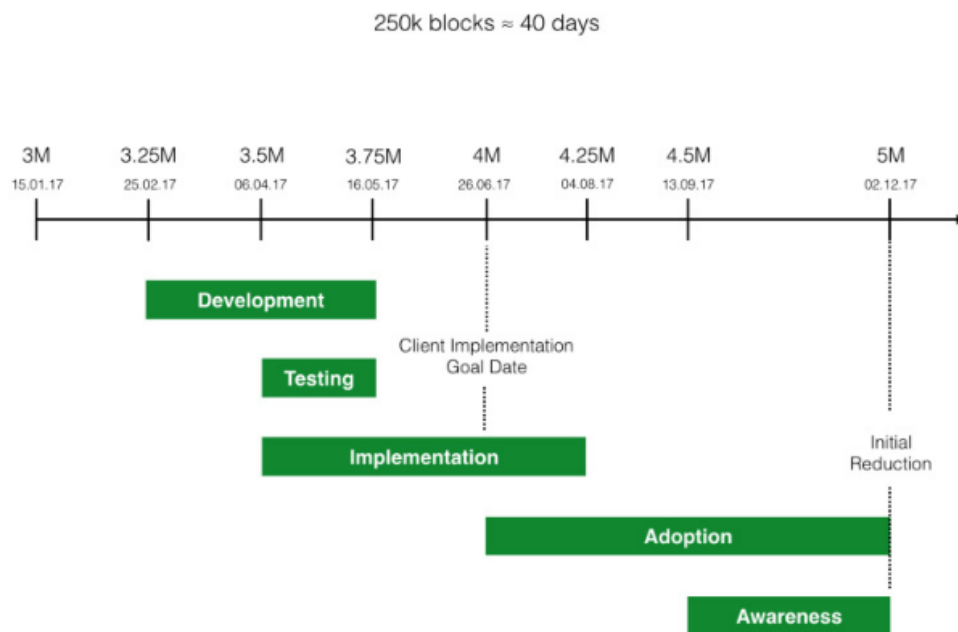 250k blocks ≈ 40 days
3M 3.25M 3.5M 3.75M 4M 4.25M 4.5M 5M
15.01.17 25.02.17 06.04.17 16.05.17 26.06.17 04.08.17 13.09.17 02.12.17
Development
Client Implementation
Goal Date
Testing
Initial
Reduction
Implementation
Adoption
Awareness